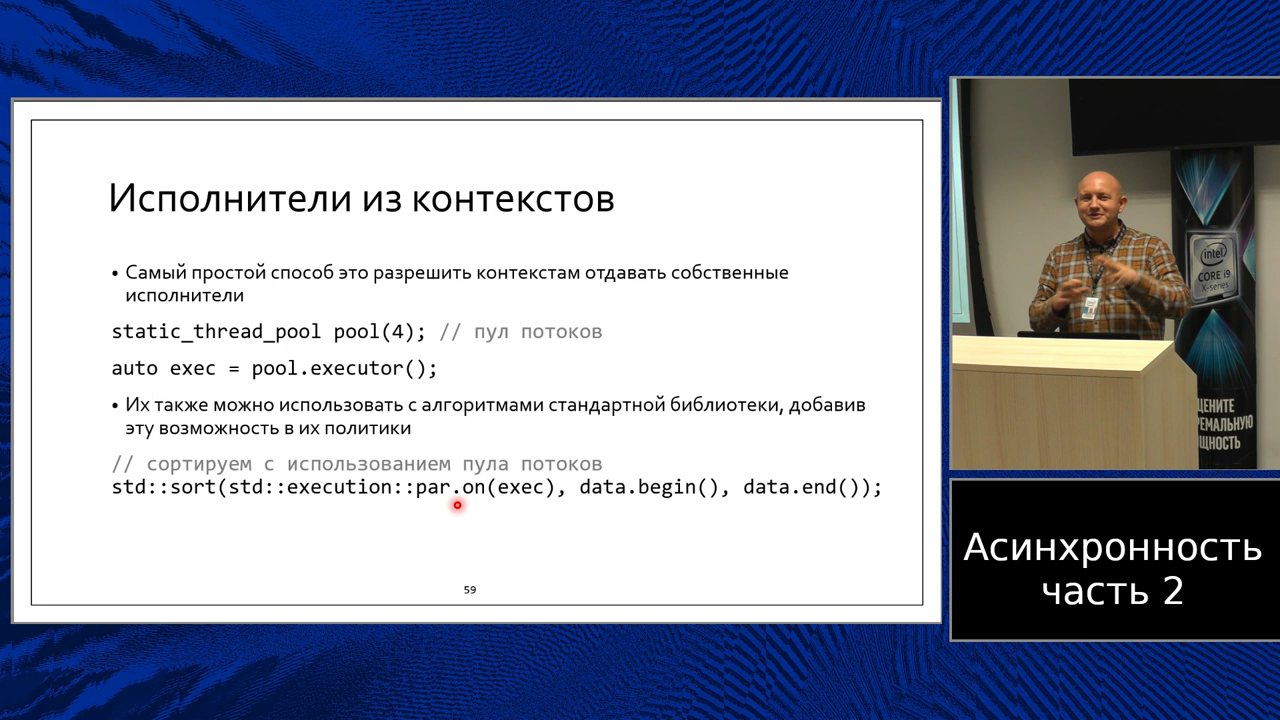 Исполнители из контекстов
• Самый простой способ это разрешить контекстам отдавать собственные
исполнители
static_thread_pool pool(4); // пул потоков
auto exec = pool.executor();
• Их также можно использовать с алгоритмами стандартной библиотеки, добавив
эту возможность в их политики
// сортируем с использованием пула потоков
std::sort(std::execution::par.on(exec), data.begin(), data.end());
59
intel
CORE i9
X-series
ЦЕНИТЕ
РЕМАЛЬНУЮ
ЩНОСТЬ
Асинхронность
часть 2